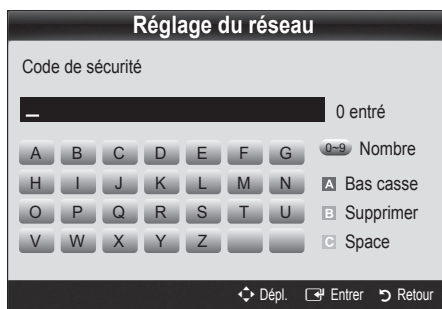 Réglage du réseau
Code de sécurité
_ 0 entré
A B C D E F G 0~9 Nombre
H I J K L M N A Bas casse
O P Q R S T U B Supprimer
V W X Y Z C Space
Dépl. Entrer Retour